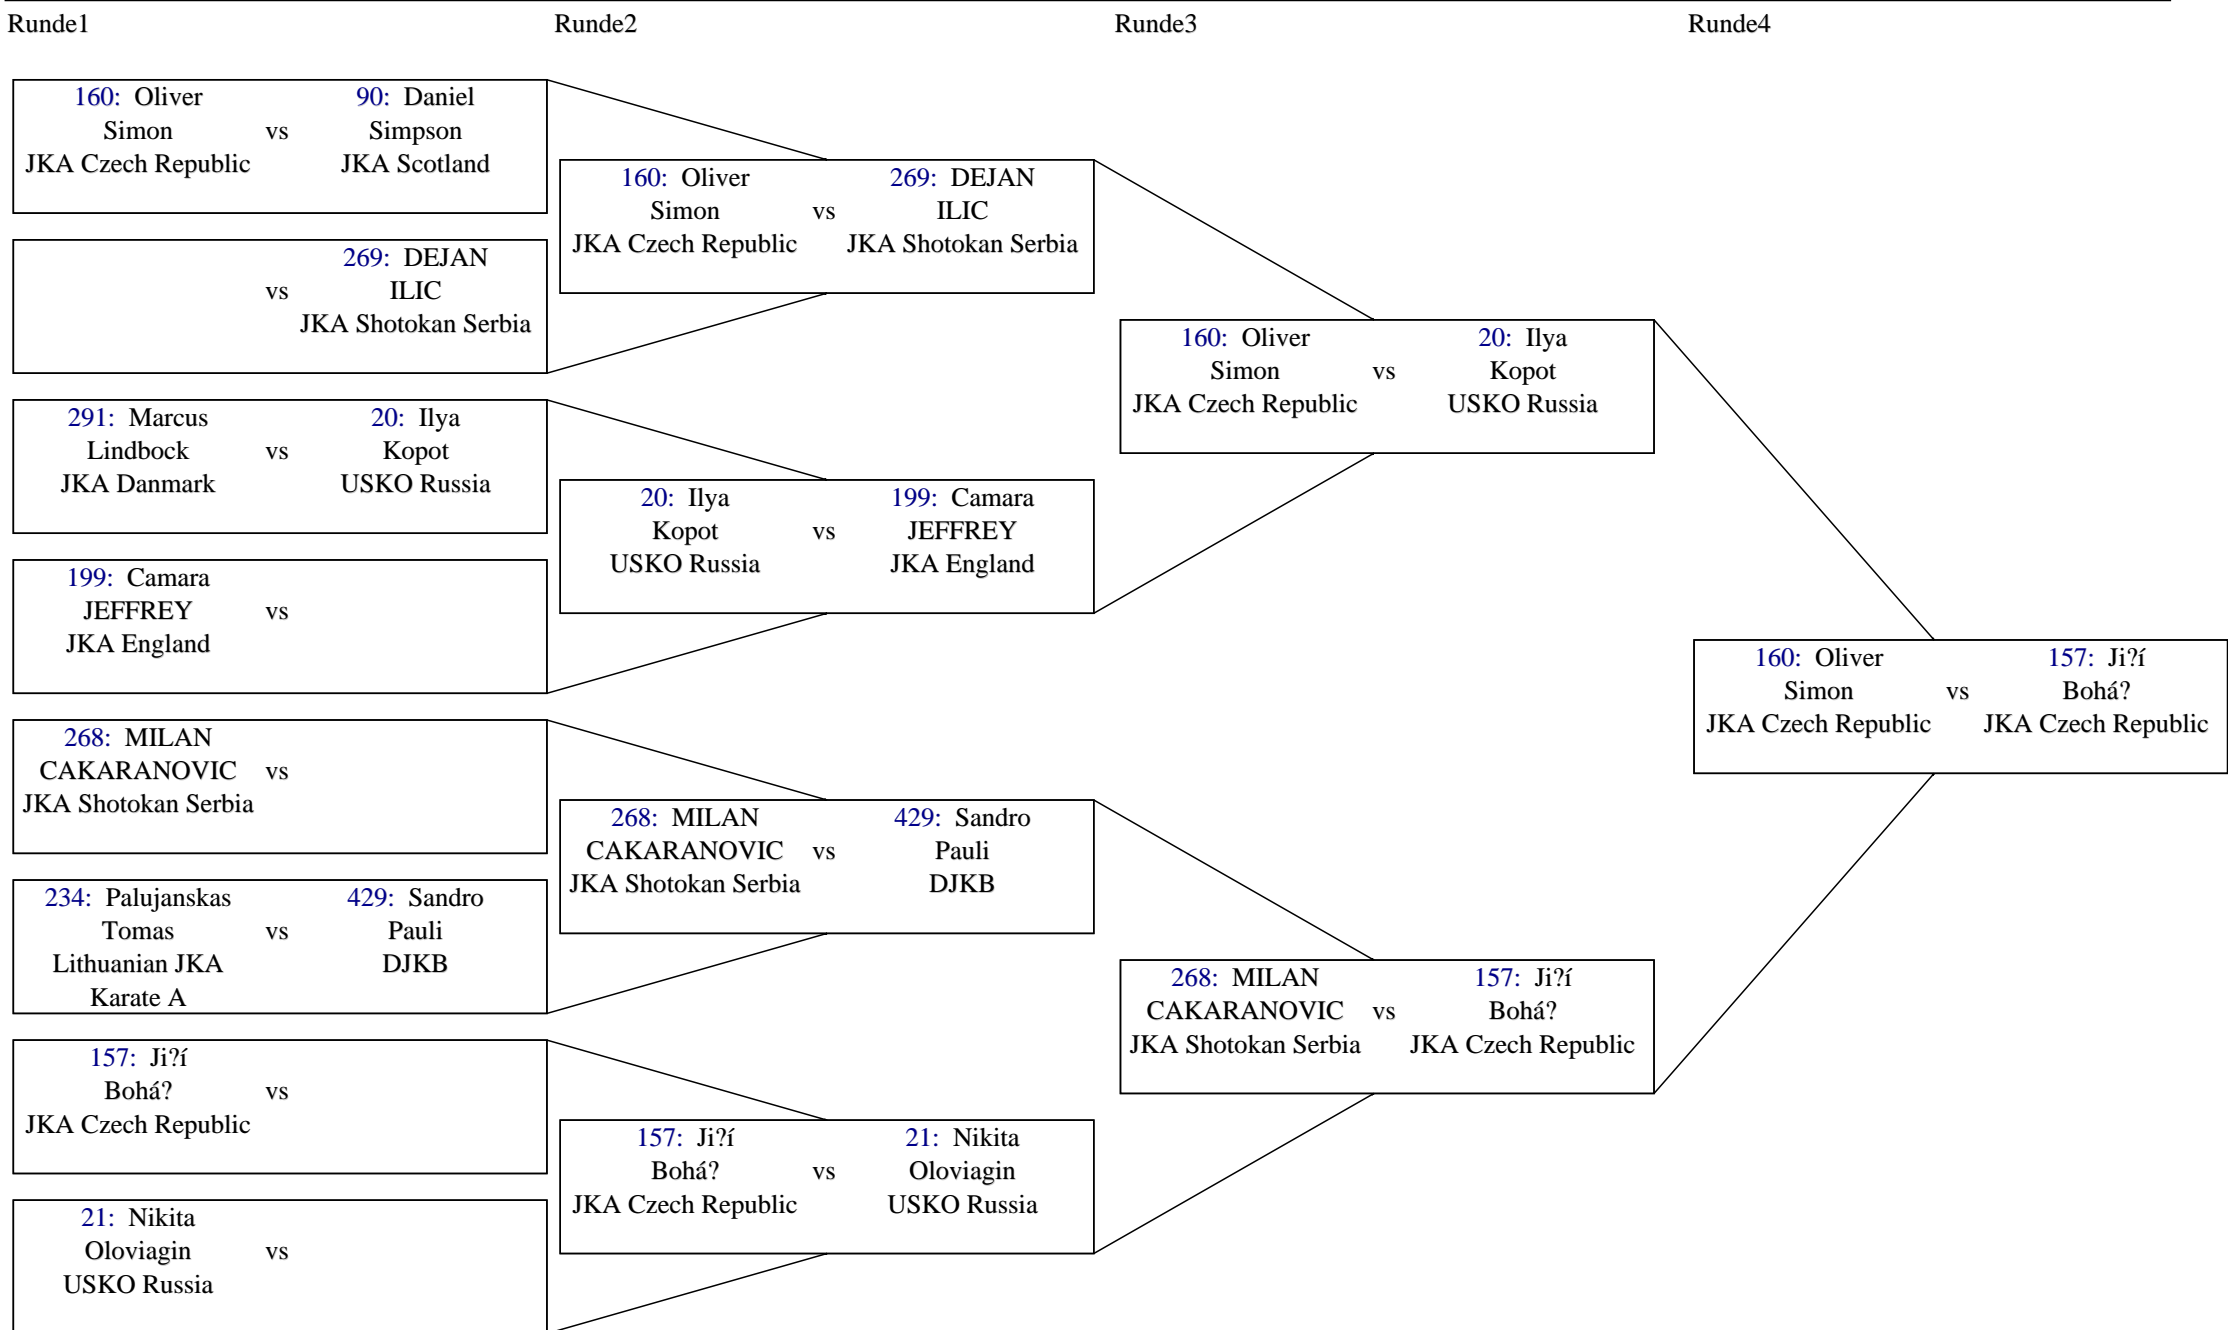 Runde1
Runde2
Runde3
Runde4
160: Oliver
Simon
JKA Czech Republic
vs
90: Daniel
Simpson
JKA Scotland
vs
269: DEJAN
ILIC
JKA Shotokan Serbia
291: Marcus
Lindbock
JKA Danmark
vs
20: Ilya
Kopot
USKO Russia
199: Camara
JEFFREY
JKA England
vs
268: MILAN
CAKARANOVIC
JKA Shotokan Serbia
vs
234: Palujanskas
Tomas
Lithuanian JKA
Karate A
vs
429: Sandro
Pauli
DJKB
157: Ji?í
Bohá?
JKA Czech Republic
vs
21: Nikita
Oloviagin
USKO Russia
vs
160: Oliver
Simon
JKA Czech Republic
vs
269: DEJAN
ILIC
JKA Shotokan Serbia
20: Ilya
Kopot
USKO Russia
vs
199: Camara
JEFFREY
JKA England
268: MILAN
CAKARANOVIC
JKA Shotokan Serbia
vs
429: Sandro
Pauli
DJKB
157: Ji?í
Bohá?
JKA Czech Republic
vs
21: Nikita
Oloviagin
USKO Russia
160: Oliver
Simon
JKA Czech Republic
vs
20: Ilya
Kopot
USKO Russia
268: MILAN
CAKARANOVIC
JKA Shotokan Serbia
vs
157: Ji?í
Bohá?
JKA Czech Republic
160: Oliver
Simon
JKA Czech Republic
vs
157: Ji?í
Bohá?
JKA Czech Republic